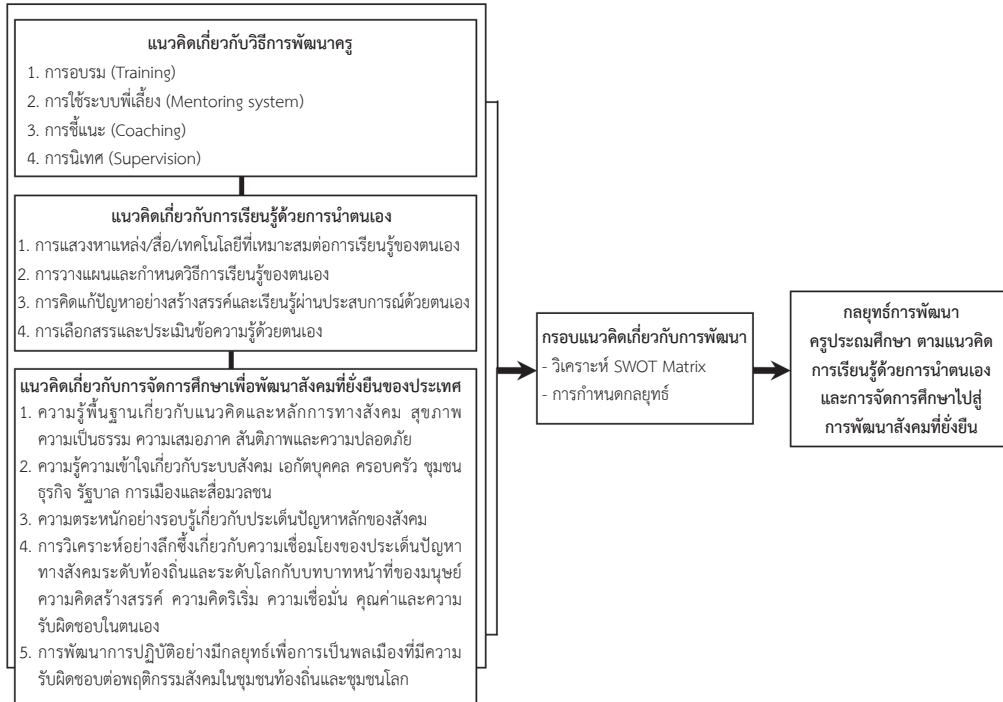 แนวคิดเกี่ยวกับวิธีการพัฒนาครู
1. การอบรม (Training)
2. การใช้ระบบพี่เลี้ยง (Mentoring system)
3. การชี้แนะ (Coaching)
4. การนิเทศ (Supervision)
แนวคิดเกี่ยวกับการเรียนรู้ด้วยการนำตนเอง
1. การแสวงหาแหล่ง/สื่อ/เทคโนโลยีที่เหมาะสมต่อการเรียนรู้ของตนเอง
2. การวางแผนและกำหนดวิธีการเรียนรู้ของตนเอง
3. การคิดแก้ปัญหาอย่างสร้างสรรค์และเรียนรู้ผ่านประสบการณ์ด้วยตนเอง
4. การเลือกสรรและประเมินข้อความรู้ด้วยตนเอง
แนวคิดเกี่ยวกับการจัดการศึกษาเพื่อพัฒนาสังคมที่ยั่งยืนของประเทศ
1. ความรู้พื้นฐานเกี่ยวกับแนวคิดและหลักการทางสังคม สุขภาพ
ความเป็นธรรม ความเสมอภาค สันติภาพและความปลอดภัย
2. ความรู้ความเข้าใจเกี่ยวกับระบบสังคม เอกัตบุคคล ครอบครัว ชุมชน
ธุรกิจ รัฐบาล การเมืองและสื่อมวลชน
3. ความตระหนักอย่างรอบรู้เกี่ยวกับประเด็นปัญหาหลักของสังคม
4. การวิเคราะห์อย่างลึกซึ้งเกี่ยวกับความเชื่อมโยงของประเด็นปัญหา
ทางสังคมระดับท้องถิ่นและระดับโลกกับบทบาทหน้าที่ของมนุษย์
ความคิดสร้างสรรค์ ความคิดริเริ่ม ความเชื่อมั่น คุณค่าและความ
รับผิดชอบในตนเอง
5. การพัฒนาการปฏิบัติอย่างมีกลยุทธ์เพื่อการเป็นพลเมืองที่มีความ
รับผิดชอบต่อพฤติกรรมสังคมในชุมชนท้องถิ่นและชุมชนโลก
กรอบแนวคิดเกี่ยวกับการพัฒนา
- วิเคราะห์ SWOT Matrix
- การกำหนดกลยุทธ์
กลยุทธ์การพัฒนา
ครูประถมศึกษา ตามแนวคิด
การเรียนรู้ด้วยการนำตนเอง
และการจัดการศึกษาไปสู่
การพัฒนาสังคมที่ยั่งยืน